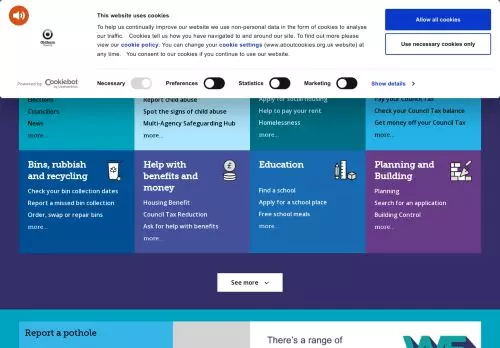 This website uses cookies
To help us continually improve our website we use non-personal data in the form of cookies to analyse
our traffic. Cookies tell us how you have navigated to and around our site. To find out more please
view our cookie policy. You can change your cookie settings (www.aboutcookies.org.uk website) at
any time. You consent to our cookies if you continue to use our website.
Allow all cookies
Use necessary cookies only
Powered by Cookiebot
Necessary
Preferences
Statistics
Marketing
Show details
Elections
Councillors
News
more...
Report child abuse
Spot the signs of child abuse
Multi-Agency Safeguarding Hub
more...
Apply for social housing
Help to pay your rent
Homelessness
more...
Pay your Council Tax
Check your Council Tax balance
Get money off your Council Tax
more...
Bins, rubbish
and recycling
Check your bin collection dates
Report a missed bin collection
Order, swap or repair bins
more...
Help with
benefits and
money
Housing Benefit
Council Tax Reduction
Ask for help with benefits
more...
Education
Find a school
Apply for a school place
Free school meals
more...
Planning and
Building
Planning
Search for an application
Building Control
more...
See more
Report a pothole
There's a range of